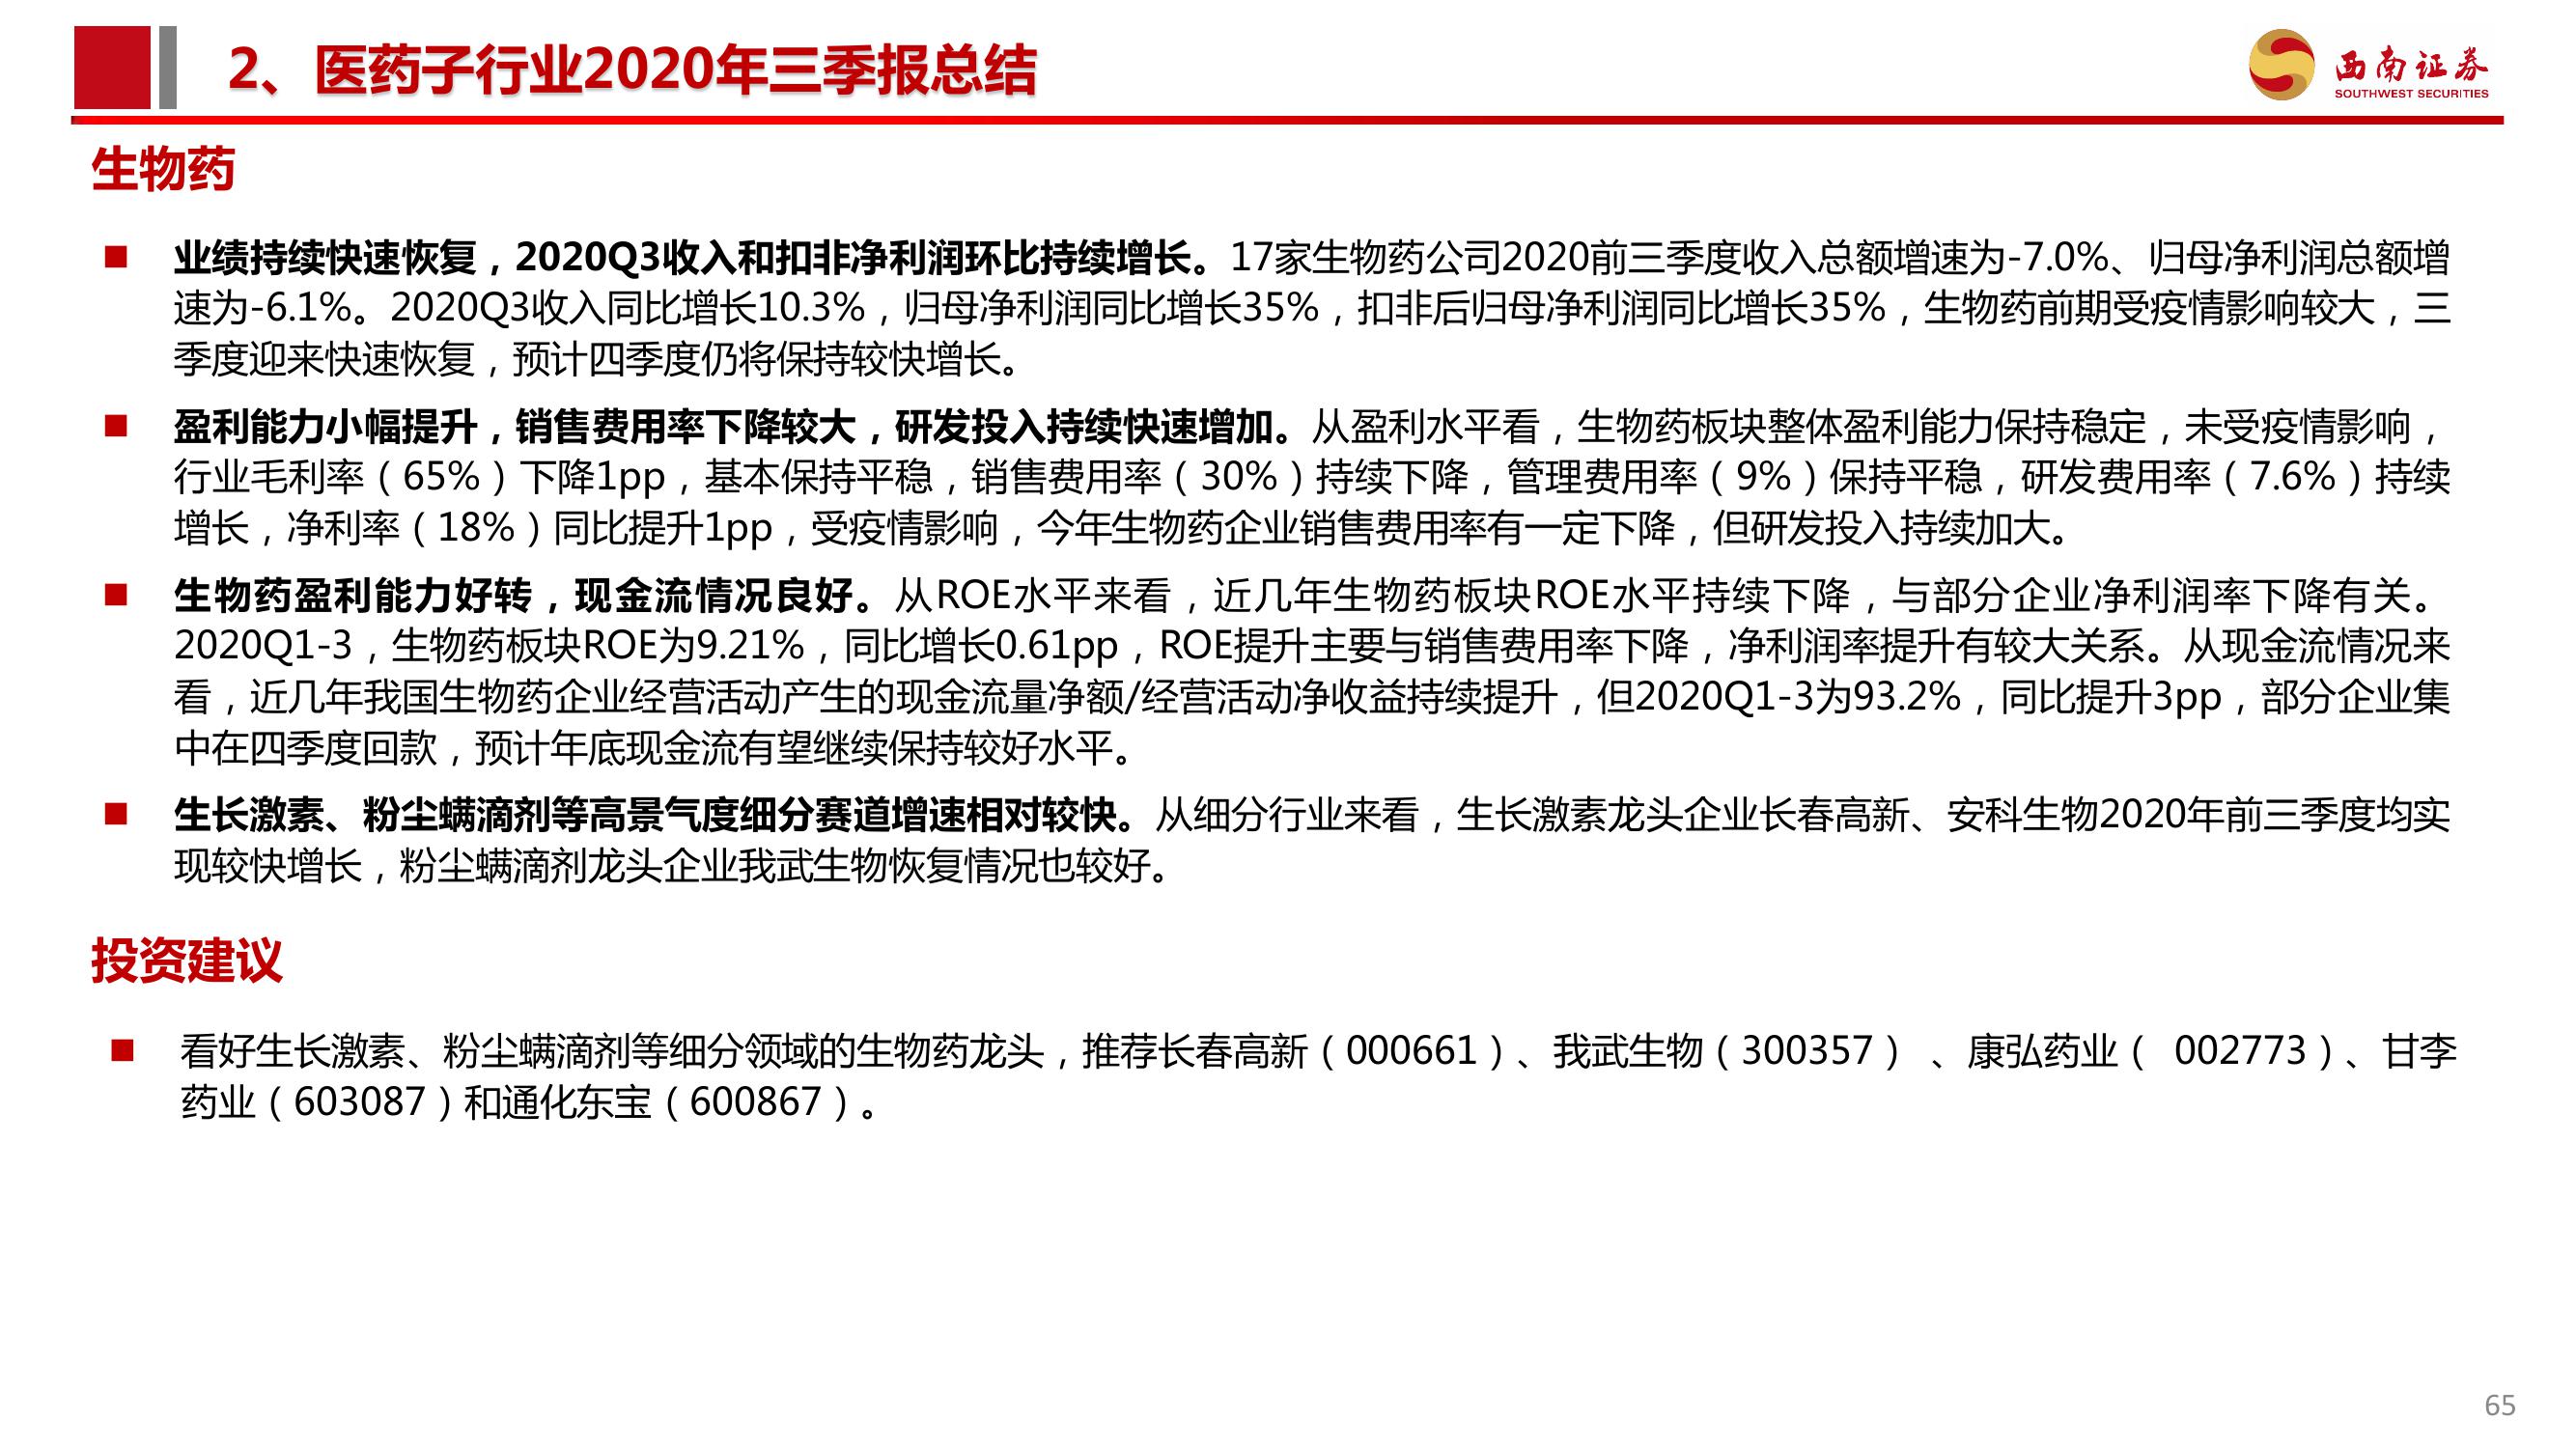 2、医药子行业2020年三季报总结
西南证券
SOUTHWEST SECURITIES
生物药
■ 业绩持续快速恢复，2020Q3收入和扣非净利润环比持续增长。17家生物药公司2020前三季度收入总额增速为-7.0%、归母净利润总额增
速为-6.1%。2020Q3收入同比增长10.3%，归母净利润同比增长35%，扣非后归母净利润同比增长35%，生物药前期受疫情影响较大，三
季度迎来快速恢复，预计四季度仍将保持较快增长。
■ 盈利能力小幅提升，销售费用率下降较大，研发投入持续快速增加。从盈利水平看，生物药板块整体盈利能力保持稳定，未受疫情影响，
行业毛利率（65%）下降1pp，基本保持平稳，销售费用率（30%）持续下降，管理费用率（9%）保持平稳，研发费用率（7.6%）持续
增长，净利率（18%）同比提升1pp，受疫情影响，今年生物药企业销售费用率有一定下降，但研发投入持续加大。
■ 生物药盈利能力好转，现金流情况良好。从ROE水平来看，近几年生物药板块ROE水平持续下降，与部分企业净利润率下降有关。
2020Q1-3，生物药板块ROE为9.21%，同比增长0.61pp，ROE提升主要与销售费用率下降，净利润率提升有较大关系。从现金流情况来
看，近几年我国生物药企业经营活动产生的现金流量净额/经营活动净收益持续提升，但2020Q1-3为93.2%，同比提升3pp，部分企业集
中在四季度回款，预计年底现金流有望继续保持较好水平。
■ 生长激素、粉尘螨滴剂等高景气度细分赛道增速相对较快。从细分行业来看，生长激素龙头企业长春高新、安科生物2020年前三季度均实
现较快增长，粉尘螨滴剂龙头企业我武生物恢复情况也较好。
投资建议
■ 看好生长激素、粉尘螨滴剂等细分领域的生物药龙头，推荐长春高新（000661）、我武生物（300357） 、康弘药业（ 002773）、甘李
药业（603087）和通化东宝（600867）。
65